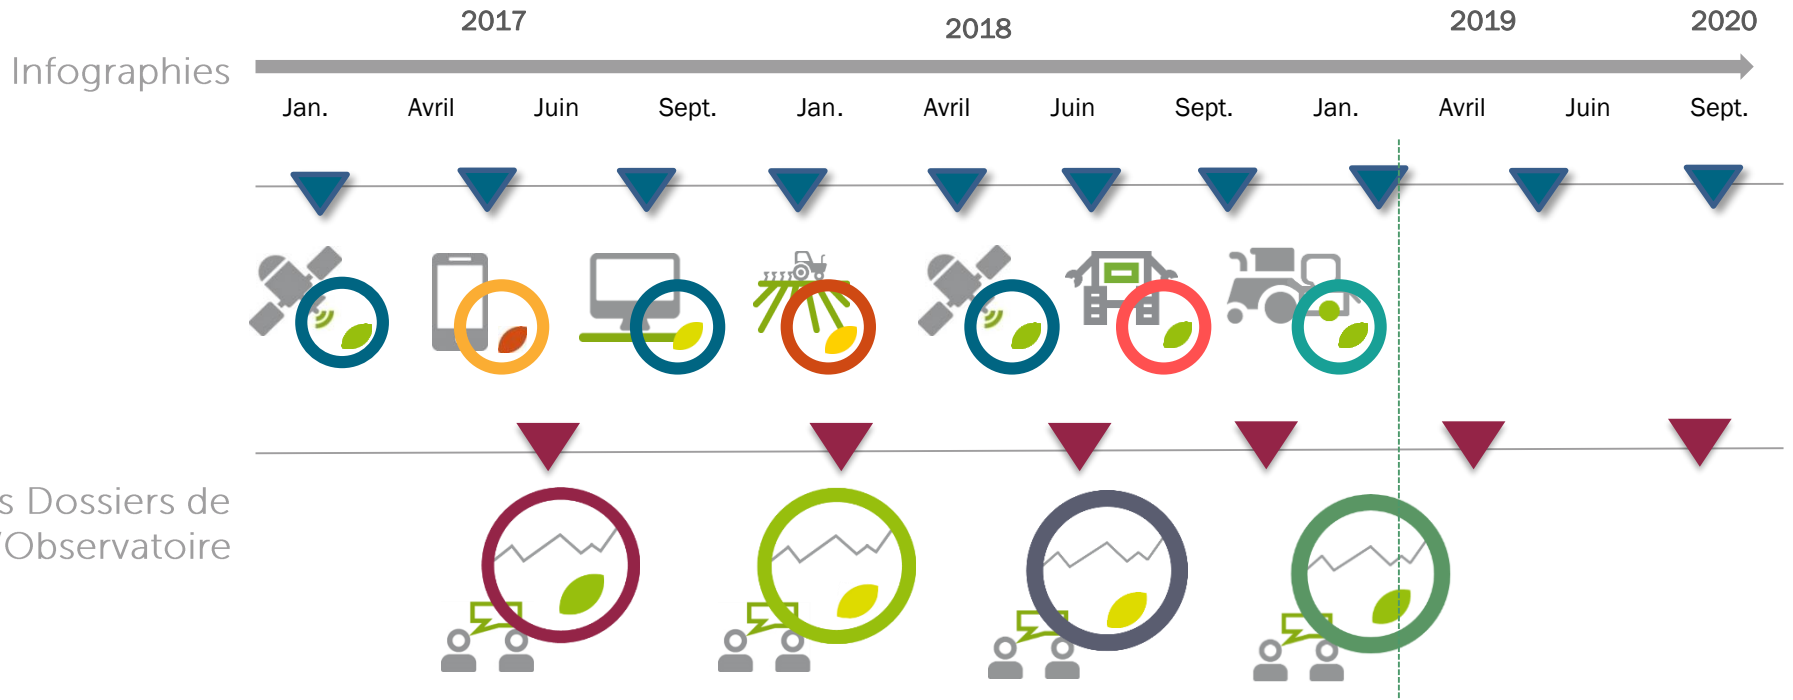 2017 2018 2019 2020
Infographies
Jan. Avril Juin Sept. Jan. Avril Juin Sept. Jan. Avril Juin Sept.
s Dossiers de
'Observatoire